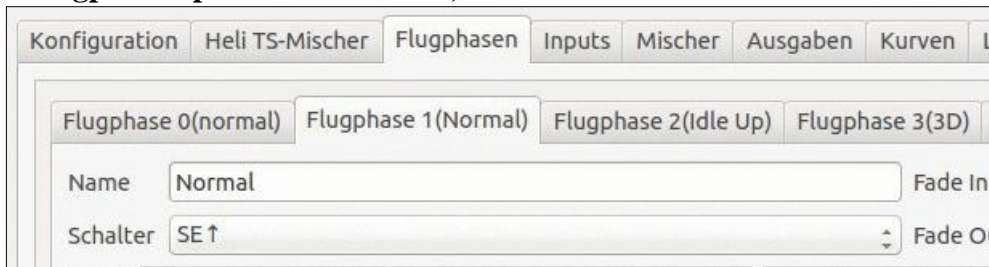 Konfiguration Heli TS-Mischer Flugphasen Inputs Mischer Ausgaben Kurven
Flugphase 0(normal) Flugphase 1(Normal) Flugphase 2(Idle Up) Flugphase 3(3D)
Name Normal Fade In
Schalter SE↑ Fade